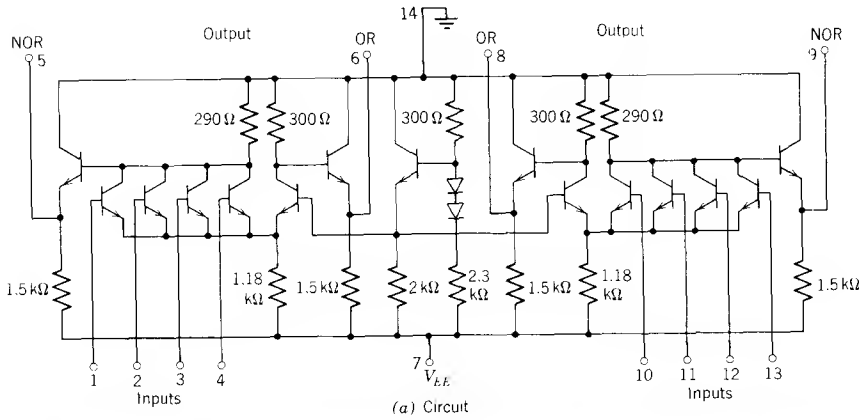 14
NOR
5
Output
OR
6
OR
8
Output
NOR
9
290 Ω
300 Ω
300 Ω
300 Ω
290 Ω
1.5 kΩ
1.18
kΩ
1.5 kΩ
2 kΩ
2.3
kΩ
1.5 kΩ
1.18
kΩ
1.5 kΩ
1
2
3
4
Inputs
7
V_EE
10
11
12
13
Inputs
(a) Circuit